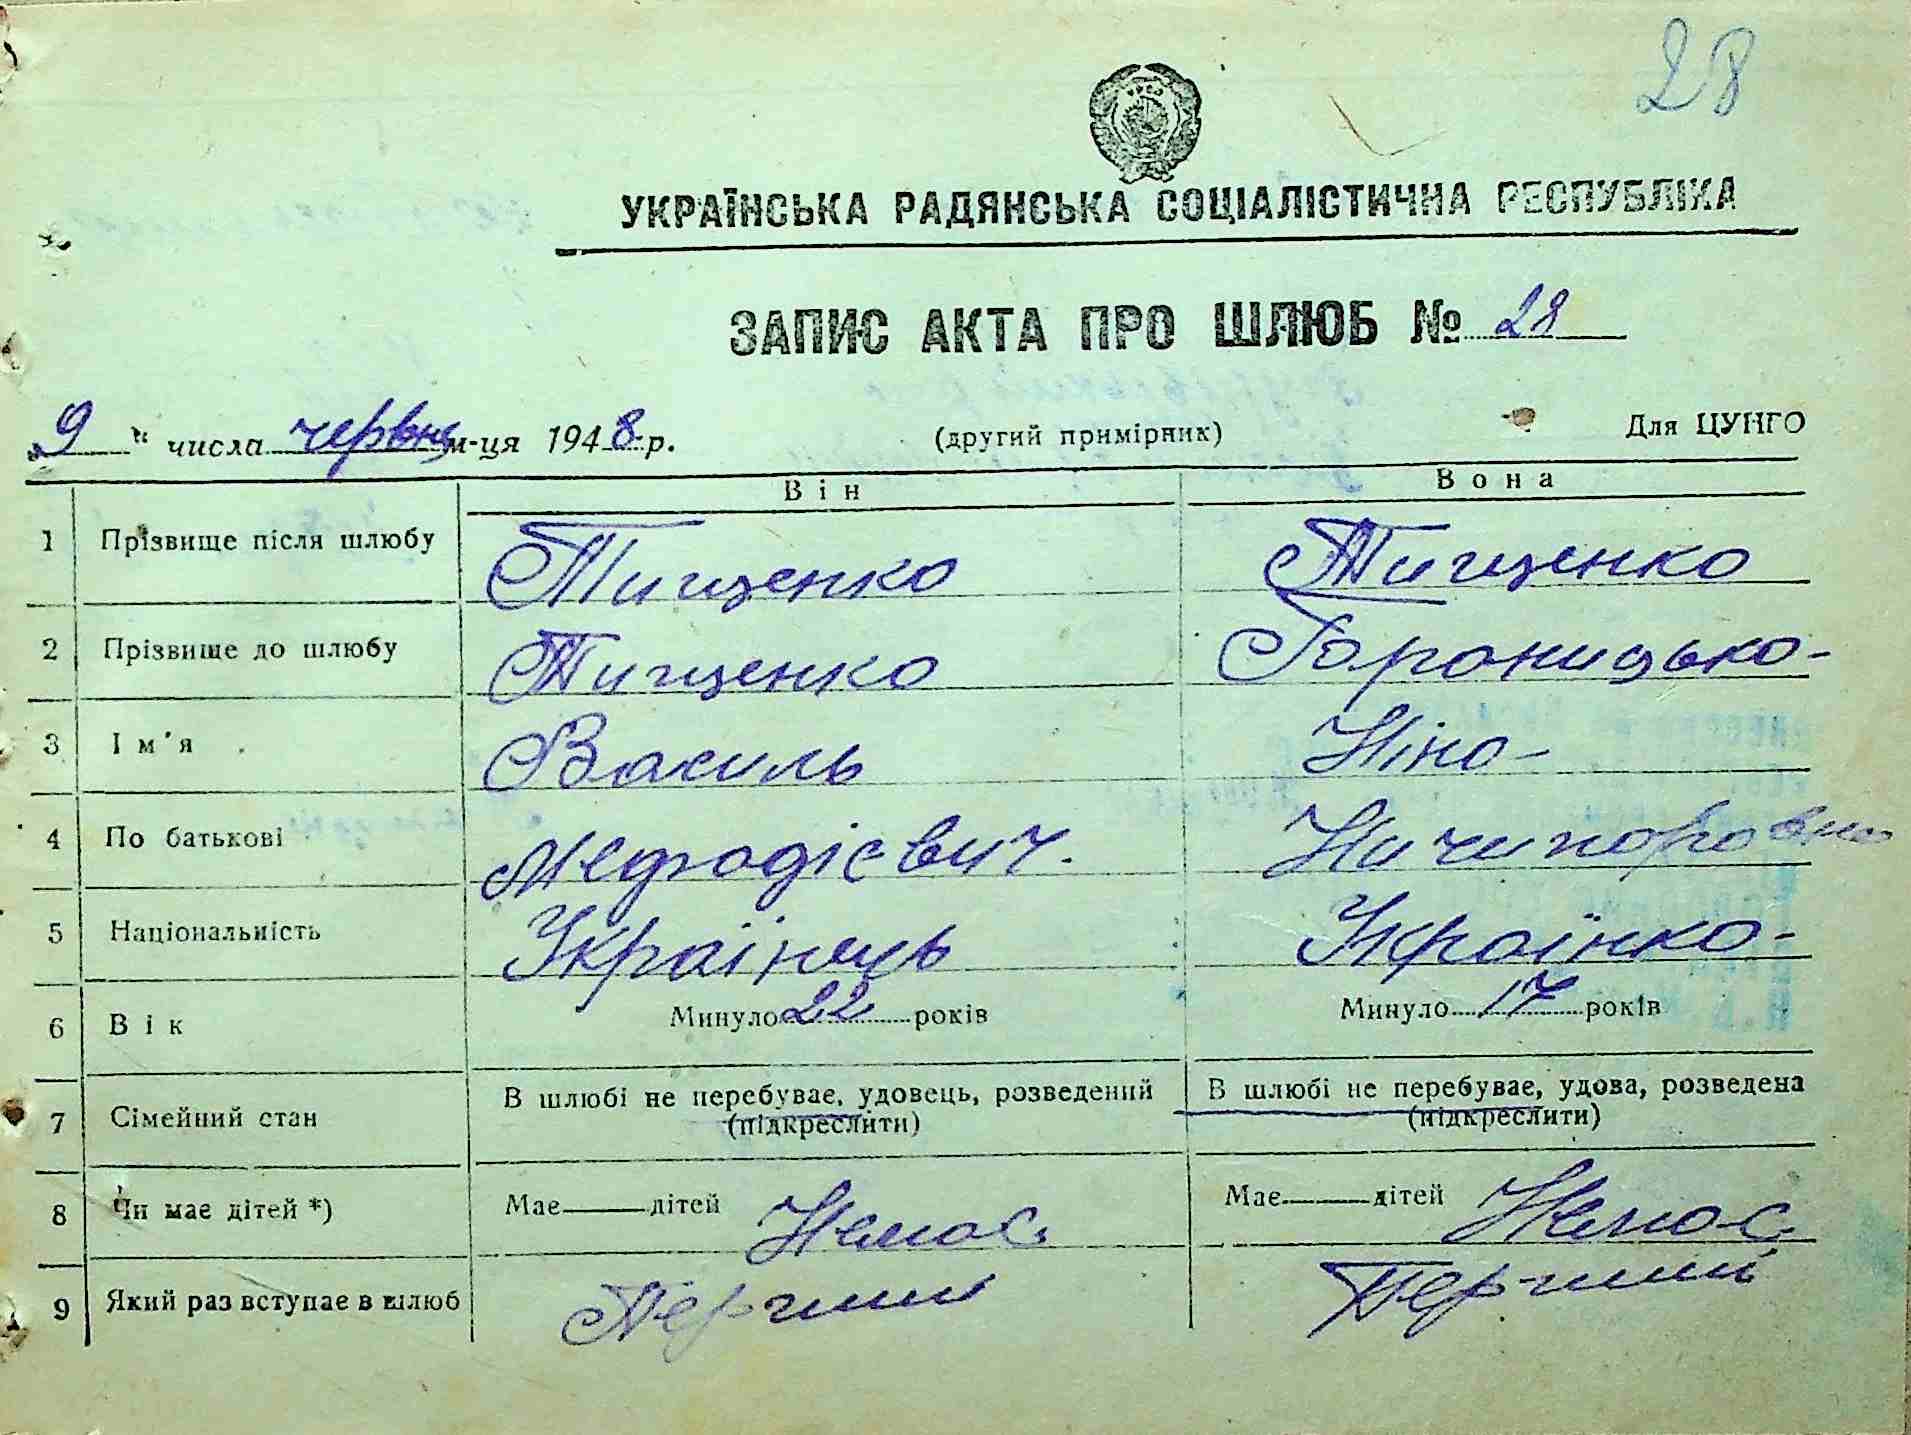 28
УКРАЇНСЬКА РАДЯНСЬКА СОЦІАЛІСТИЧНА РЕСПУБЛІКА
ЗАПИС АКТА ПРО ШЛЮБ № 28
„9“ числа червня м-ця 1948 р. (другий примірник) Для ЦУНГО
Він Вона
1 Прізвище після шлюбу Тищенко Тищенко
2 Прізвище до шлюбу Тищенко
3 Ім'я Василь Ніна
4 По батькові Мефодієвич. Ничипоровна
5 Національність Українець Українка
6 Вік Минуло 22 років Минуло 17 років
7 Сімейний стан В шлюбі не перебуває, удовець, розведений В шлюбі не перебуває, удова, розведена
(підкреслити) (підкреслити)
8 Чи має дітей *) Має — дітей Немає. Має — дітей Немає.
9 Який раз вступає в шлюб Перший Перший